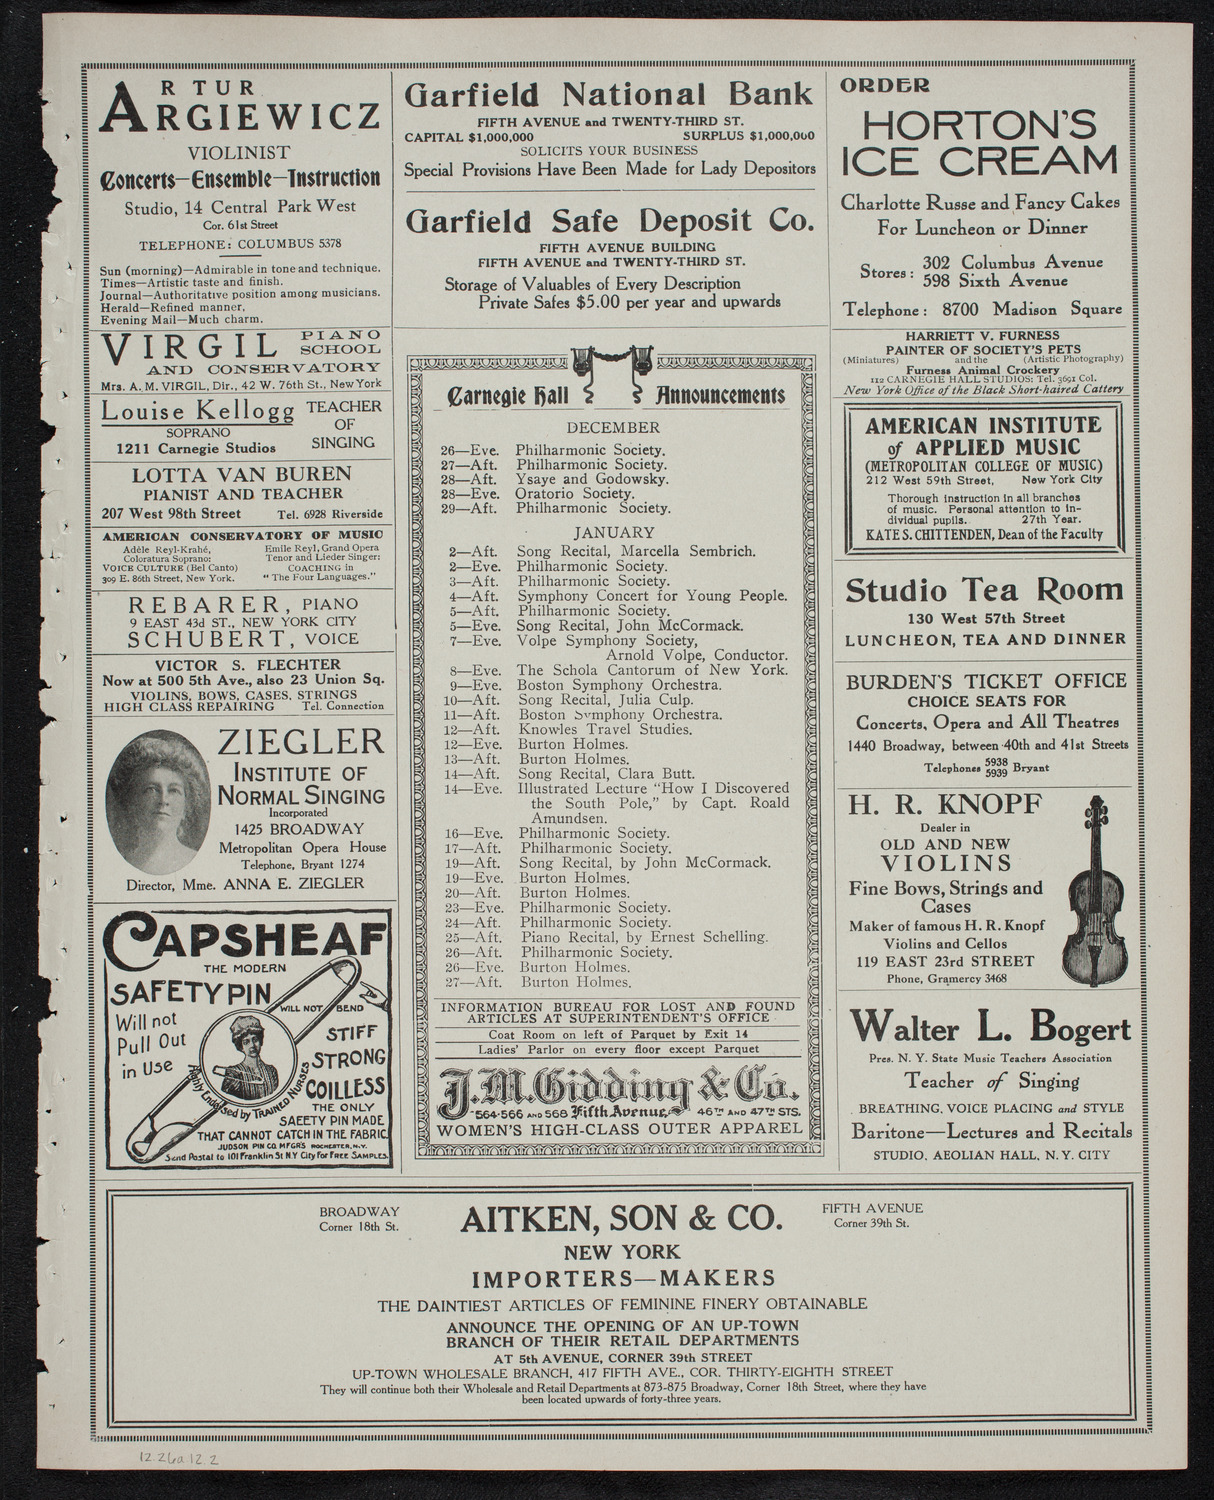 ARTUR
ARGIEWICZ
VIOLINIST
Concerts—Ensemble—Instruction
Studio, 14 Central Park West
Cor. 61st Street
TELEPHONE: COLUMBUS 5378
Sun (morning)—Admirable in tone and technique.
Times—Artistic taste and finish.
Journal—Authoritative position among musicians.
Herald—Refined manner,
Evening Mail—Much charm.
VIRGIL PIANO SCHOOL
AND CONSERVATORY
Mrs. A. M. VIRGIL, Dir., 42 W. 76th St., New York
Louise Kellogg
SOPRANO
1211 Carnegie Studios
TEACHER
OF
SINGING
LOTTA VAN BUREN
PIANIST AND TEACHER
207 West 98th Street Tel. 6928 Riverside
AMERICAN CONSERVATORY OF MUSIC
Adèle Reyl-Krahé,
Coloratura Soprano:
VOICE CULTURE (Bel Canto)
309 E. 86th Street, New York.
Emile Reyl, Grand Opera
Tenor and Lieder Singer:
COACHING in
"The Four Languages."
REBARER, PIANO
9 EAST 43d ST., NEW YORK CITY
SCHUBERT, VOICE
VICTOR S. FLECHTER
Now at 500 5th Ave., also 23 Union Sq.
VIOLINS, BOWS, CASES, STRINGS
HIGH CLASS REPAIRING Tel. Connection
ZIEGLER
INSTITUTE OF
NORMAL SINGING
Incorporated
1425 BROADWAY
Metropolitan Opera House
Telephone, Bryant 1274
Director, Mme. ANNA E. ZIEGLER
CAPSHEAF
THE MODERN
SAFETY PIN
WILL NOT BEND
Will not
Pull Out
in Use
STIFF
STRONG
COILLESS
Highly Endorsed by TRAINED NURSES
THE ONLY
SAFETY PIN MADE
THAT CANNOT CATCH IN THE FABRIC.
JUDSON PIN CO. MFGRS ROCHESTER, N.Y.
Send Postal to 101 Franklin St N.Y City For Free SAMPLES.
Garfield National Bank
FIFTH AVENUE and TWENTY-THIRD ST.
CAPITAL $1,000,000 SURPLUS $1,000,000
SOLICITS YOUR BUSINESS
Special Provisions Have Been Made for Lady Depositors
Garfield Safe Deposit Co.
FIFTH AVENUE BUILDING
FIFTH AVENUE and TWENTY-THIRD ST.
Storage of Valuables of Every Description
Private Safes $5.00 per year and upwards
Carnegie Hall Announcements
DECEMBER
26—Eve. Philharmonic Society.
27—Aft. Philharmonic Society.
28—Aft. Ysaye and Godowsky.
28—Eve. Oratorio Society.
29—Aft. Philharmonic Society.
JANUARY
2—Aft. Song Recital, Marcella Sembrich.
2—Eve. Philharmonic Society.
3—Aft. Philharmonic Society.
4—Aft. Symphony Concert for Young People.
5—Aft. Philharmonic Society.
5—Eve. Song Recital, John McCormack.
7—Eve. Volpe Symphony Society,
Arnold Volpe, Conductor.
8—Eve. The Schola Cantorum of New York.
9—Eve. Boston Symphony Orchestra.
10—Aft. Song Recital, Julia Culp.
11—Aft. Boston Symphony Orchestra.
12—Aft. Knowles Travel Studies.
12—Eve. Burton Holmes.
13—Aft. Burton Holmes.
14—Aft. Song Recital, Clara Butt.
14—Eve. Illustrated Lecture "How I Discovered
the South Pole," by Capt. Roald
Amundsen.
16—Eve. Philharmonic Society.
17—Aft. Philharmonic Society.
19—Aft. Song Recital, by John McCormack.
19—Eve. Burton Holmes.
20—Aft. Burton Holmes.
23—Eve. Philharmonic Society.
24—Aft. Philharmonic Society.
25—Aft. Piano Recital, by Ernest Schelling.
26—Aft. Philharmonic Society.
26—Eve. Burton Holmes.
27—Aft. Burton Holmes.
INFORMATION BUREAU FOR LOST AND FOUND
ARTICLES AT SUPERINTENDENT'S OFFICE
Coat Room on left of Parquet by Exit 14
Ladies' Parlor on every floor except Parquet
J.M. Gidding & Co.
564-566 AND 568 Fifth Avenue 46TH AND 47TH STS.
WOMEN'S HIGH-CLASS OUTER APPAREL
ORDER
HORTON'S
ICE CREAM
Charlotte Russe and Fancy Cakes
For Luncheon or Dinner
Stores: 302 Columbus Avenue
598 Sixth Avenue
Telephone: 8700 Madison Square
HARRIETT V. FURNESS
PAINTER OF SOCIETY'S PETS
(Miniatures) and the (Artistic Photography)
Furness Animal Crockery
112 CARNEGIE HALL STUDIOS: Tel. 3691 Col.
New York Office of the Black Short-haired Cattery
AMERICAN INSTITUTE
of APPLIED MUSIC
(METROPOLITAN COLLEGE OF MUSIC)
212 West 59th Street, New York City
Thorough instruction in all branches
of music. Personal attention to in-
dividual pupils. 27th Year.
KATE S. CHITTENDEN, Dean of the Faculty
Studio Tea Room
130 West 57th Street
LUNCHEON, TEA AND DINNER
BURDEN'S TICKET OFFICE
CHOICE SEATS FOR
Concerts, Opera and All Theatres
1440 Broadway, between 40th and 41st Streets
Telephones 5938 5939 Bryant
H. R. KNOPF
Dealer in
OLD AND NEW
VIOLINS
Fine Bows, Strings and
Cases
Maker of famous H. R. Knopf
Violins and Cellos
119 EAST 23rd STREET
Phone, Gramercy 3468
Walter L. Bogert
Pres. N. Y. State Music Teachers Association
Teacher of Singing
BREATHING, VOICE PLACING and STYLE
Baritone—Lectures and Recitals
STUDIO, AEOLIAN HALL, N. Y. CITY
BROADWAY
Corner 18th St.
AITKEN, SON & CO.
FIFTH AVENUE
Corner 39th St.
NEW YORK
IMPORTERS—MAKERS
THE DAINTIEST ARTICLES OF FEMININE FINERY OBTAINABLE
ANNOUNCE THE OPENING OF AN UP-TOWN
BRANCH OF THEIR RETAIL DEPARTMENTS
AT 5th AVENUE, CORNER 39th STREET
UP-TOWN WHOLESALE BRANCH, 417 FIFTH AVE., COR. THIRTY-EIGHTH STREET
They will continue both their Wholesale and Retail Departments at 873-875 Broadway, Corner 18th Street, where they have
been located upwards of forty-three years.
12.26a12.2